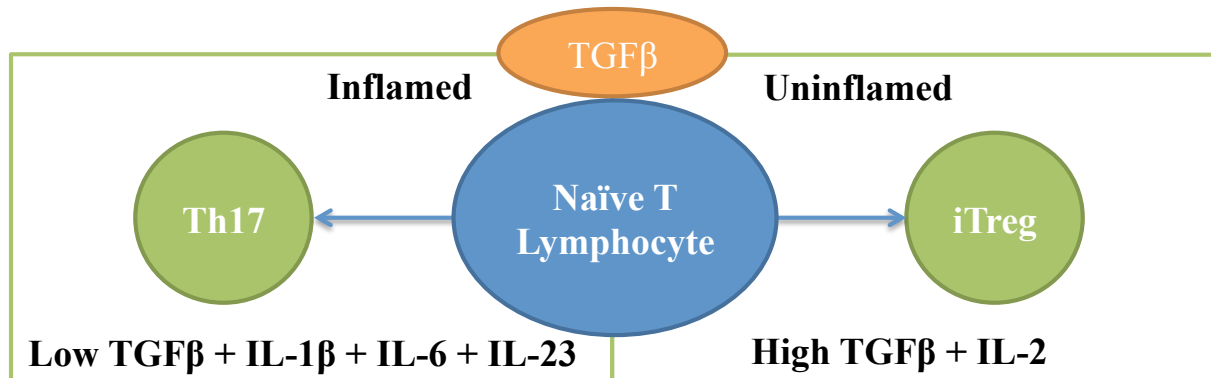 TGFβ
Inflamed
Uninflamed
Th17
Naïve T
Lymphocyte
iTreg
Low TGFβ + IL-1β + IL-6 + IL-23
High TGFβ + IL-2